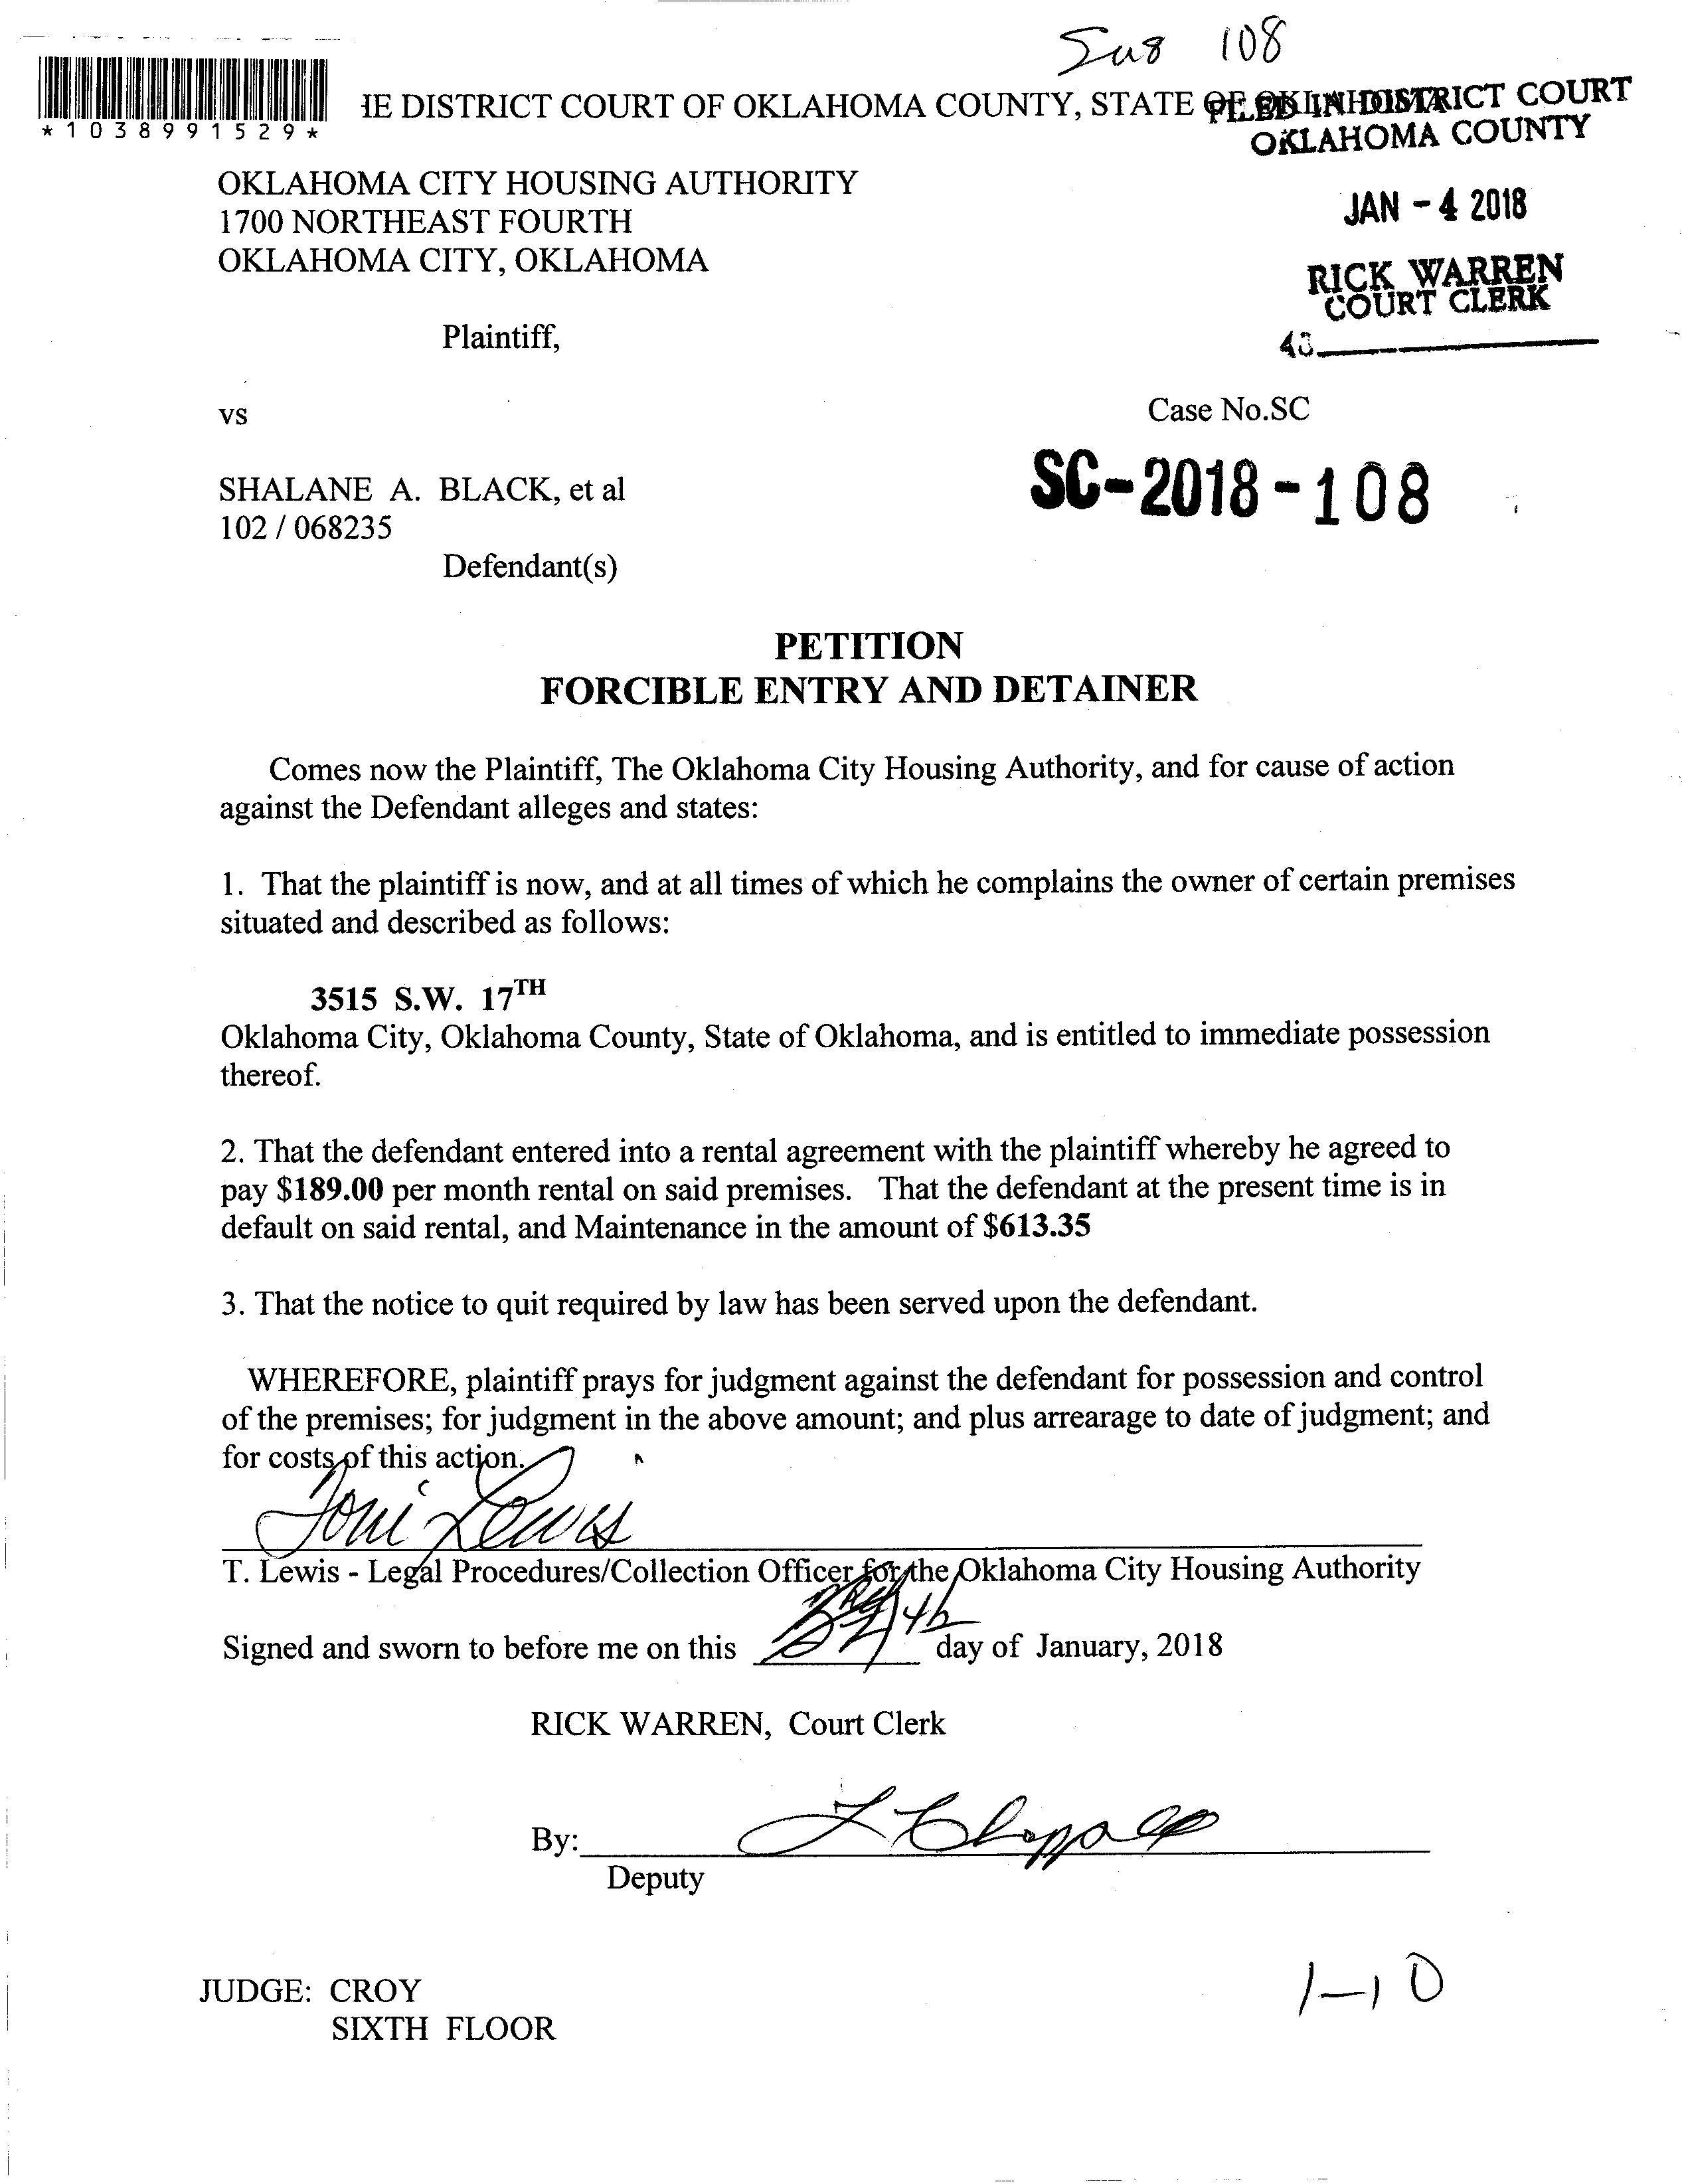 Sus 108
*1038991529*
HE DISTRICT COURT OF OKLAHOMA COUNTY, STATE OF OKLAHOMA
FILED IN DISTRICT COURT
OKLAHOMA COUNTY
JAN - 4 2018
RICK WARREN
COURT CLERK
43
OKLAHOMA CITY HOUSING AUTHORITY
1700 NORTHEAST FOURTH
OKLAHOMA CITY, OKLAHOMA
Plaintiff,
vs
Case No.SC
SC-2018-108
SHALANE A. BLACK, et al
102 / 068235
Defendant(s)
PETITION
FORCIBLE ENTRY AND DETAINER
Comes now the Plaintiff, The Oklahoma City Housing Authority, and for cause of action
against the Defendant alleges and states:
1. That the plaintiff is now, and at all times of which he complains the owner of certain premises
situated and described as follows:
3515 S.W. 17TH
Oklahoma City, Oklahoma County, State of Oklahoma, and is entitled to immediate possession
thereof.
2. That the defendant entered into a rental agreement with the plaintiff whereby he agreed to
pay $189.00 per month rental on said premises. That the defendant at the present time is in
default on said rental, and Maintenance in the amount of $613.35
3. That the notice to quit required by law has been served upon the defendant.
WHEREFORE, plaintiff prays for judgment against the defendant for possession and control
of the premises; for judgment in the above amount; and plus arrearage to date of judgment; and
for costs of this action.
Toni Lewis
T. Lewis - Legal Procedures/Collection Officer for the Oklahoma City Housing Authority
Signed and sworn to before me on this 4th day of January, 2018
RICK WARREN, Court Clerk
By:
Deputy
JUDGE: CROY
SIXTH FLOOR
1-10